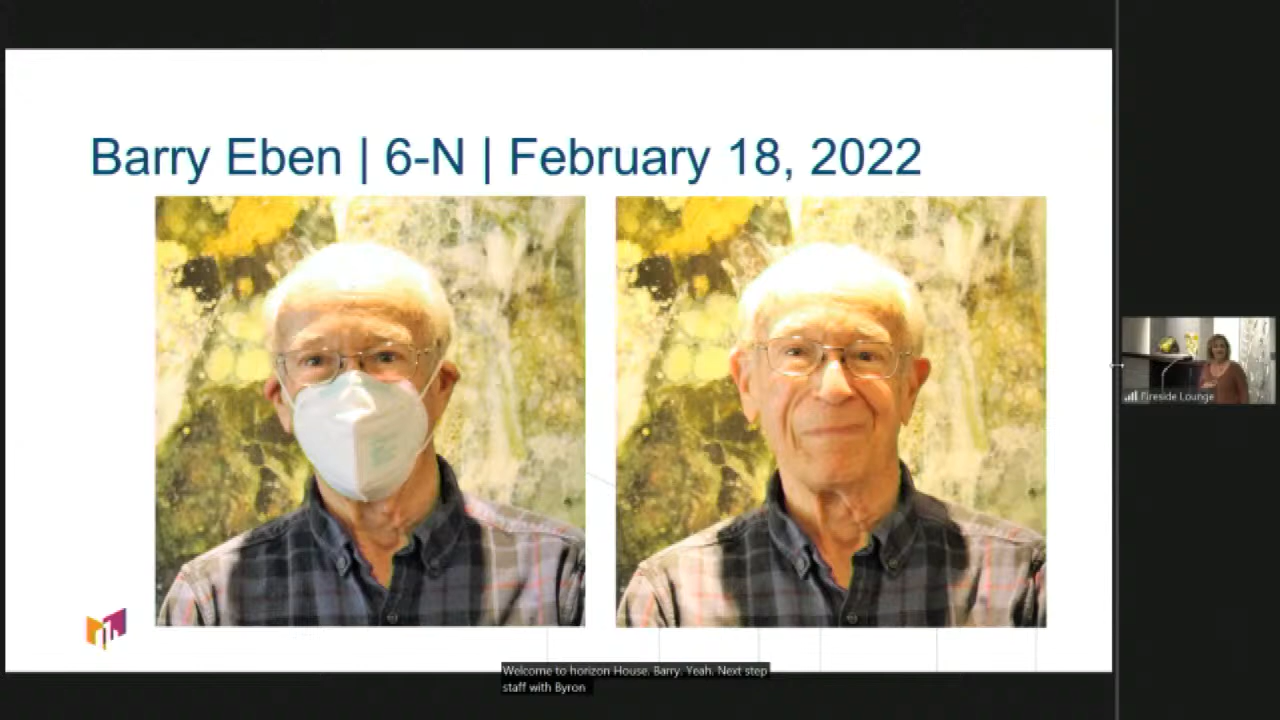 Barry Eben | 6-N | February 18, 2022
Fireside Lounge
Welcome to horizon House. Barry. Yeah. Next step
staff with Byron